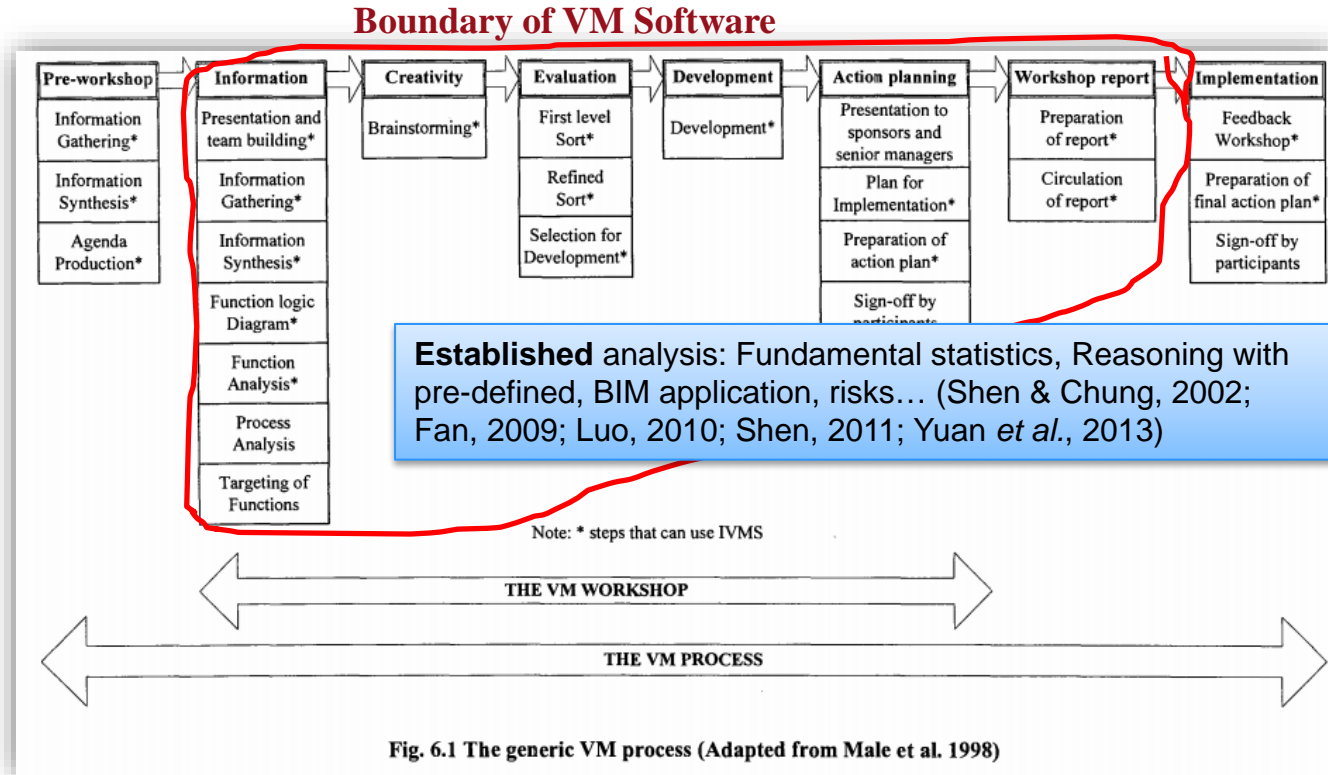 Boundary of VM Software
Pre-workshop
Information
Gathering*
Information
Synthesis*
Agenda
Production*
Information
Presentation and
team building*
Information
Gathering*
Information
Synthesis*
Function logic
Diagram*
Function
Analysis*
Process
Analysis
Targeting of
Functions
Creativity
Brainstorming*
Evaluation
First level
Sort*
Refined
Sort*
Selection for
Development*
Development
Development*
Action planning
Presentation to
sponsors and
senior managers
Plan for
Implementation*
Preparation of
action plan*
Sign-off by
participants
Workshop report
Preparation
of report*
Circulation
of report*
Implementation
Feedback
Workshop*
Preparation of
final action plan*
Sign-off by
participants
Established analysis: Fundamental statistics, Reasoning with
pre-defined, BIM application, risks… (Shen & Chung, 2002;
Fan, 2009; Luo, 2010; Shen, 2011; Yuan et al., 2013)
Note: * steps that can use IVMS
THE VM WORKSHOP
THE VM PROCESS
Fig. 6.1 The generic VM process (Adapted from Male et al. 1998)